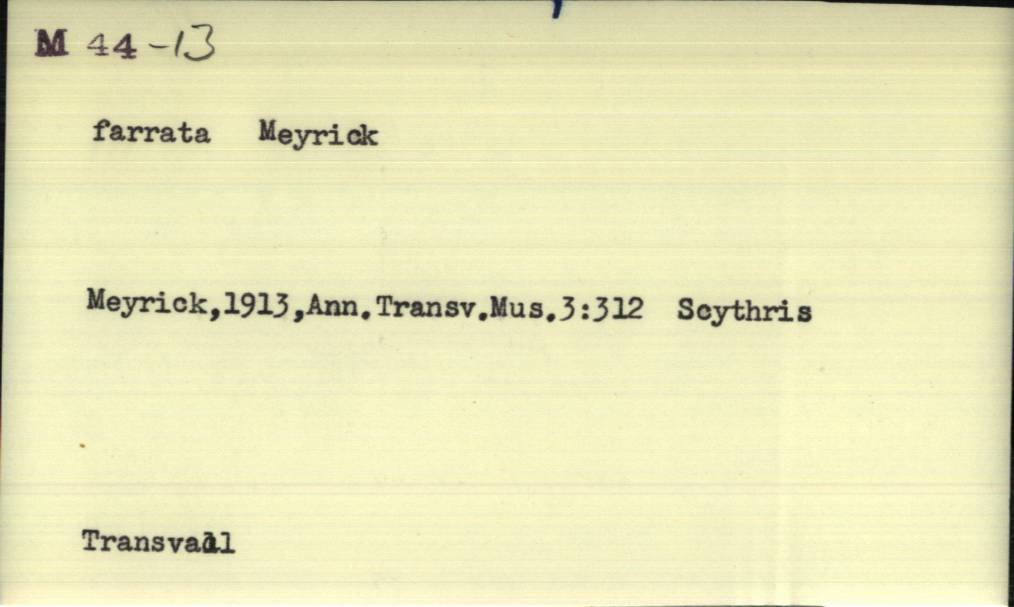 M 44-13
farrata Meyrick
Meyrick,1913,Ann.Transv.Mus.3:312 Scythris
Transvaal